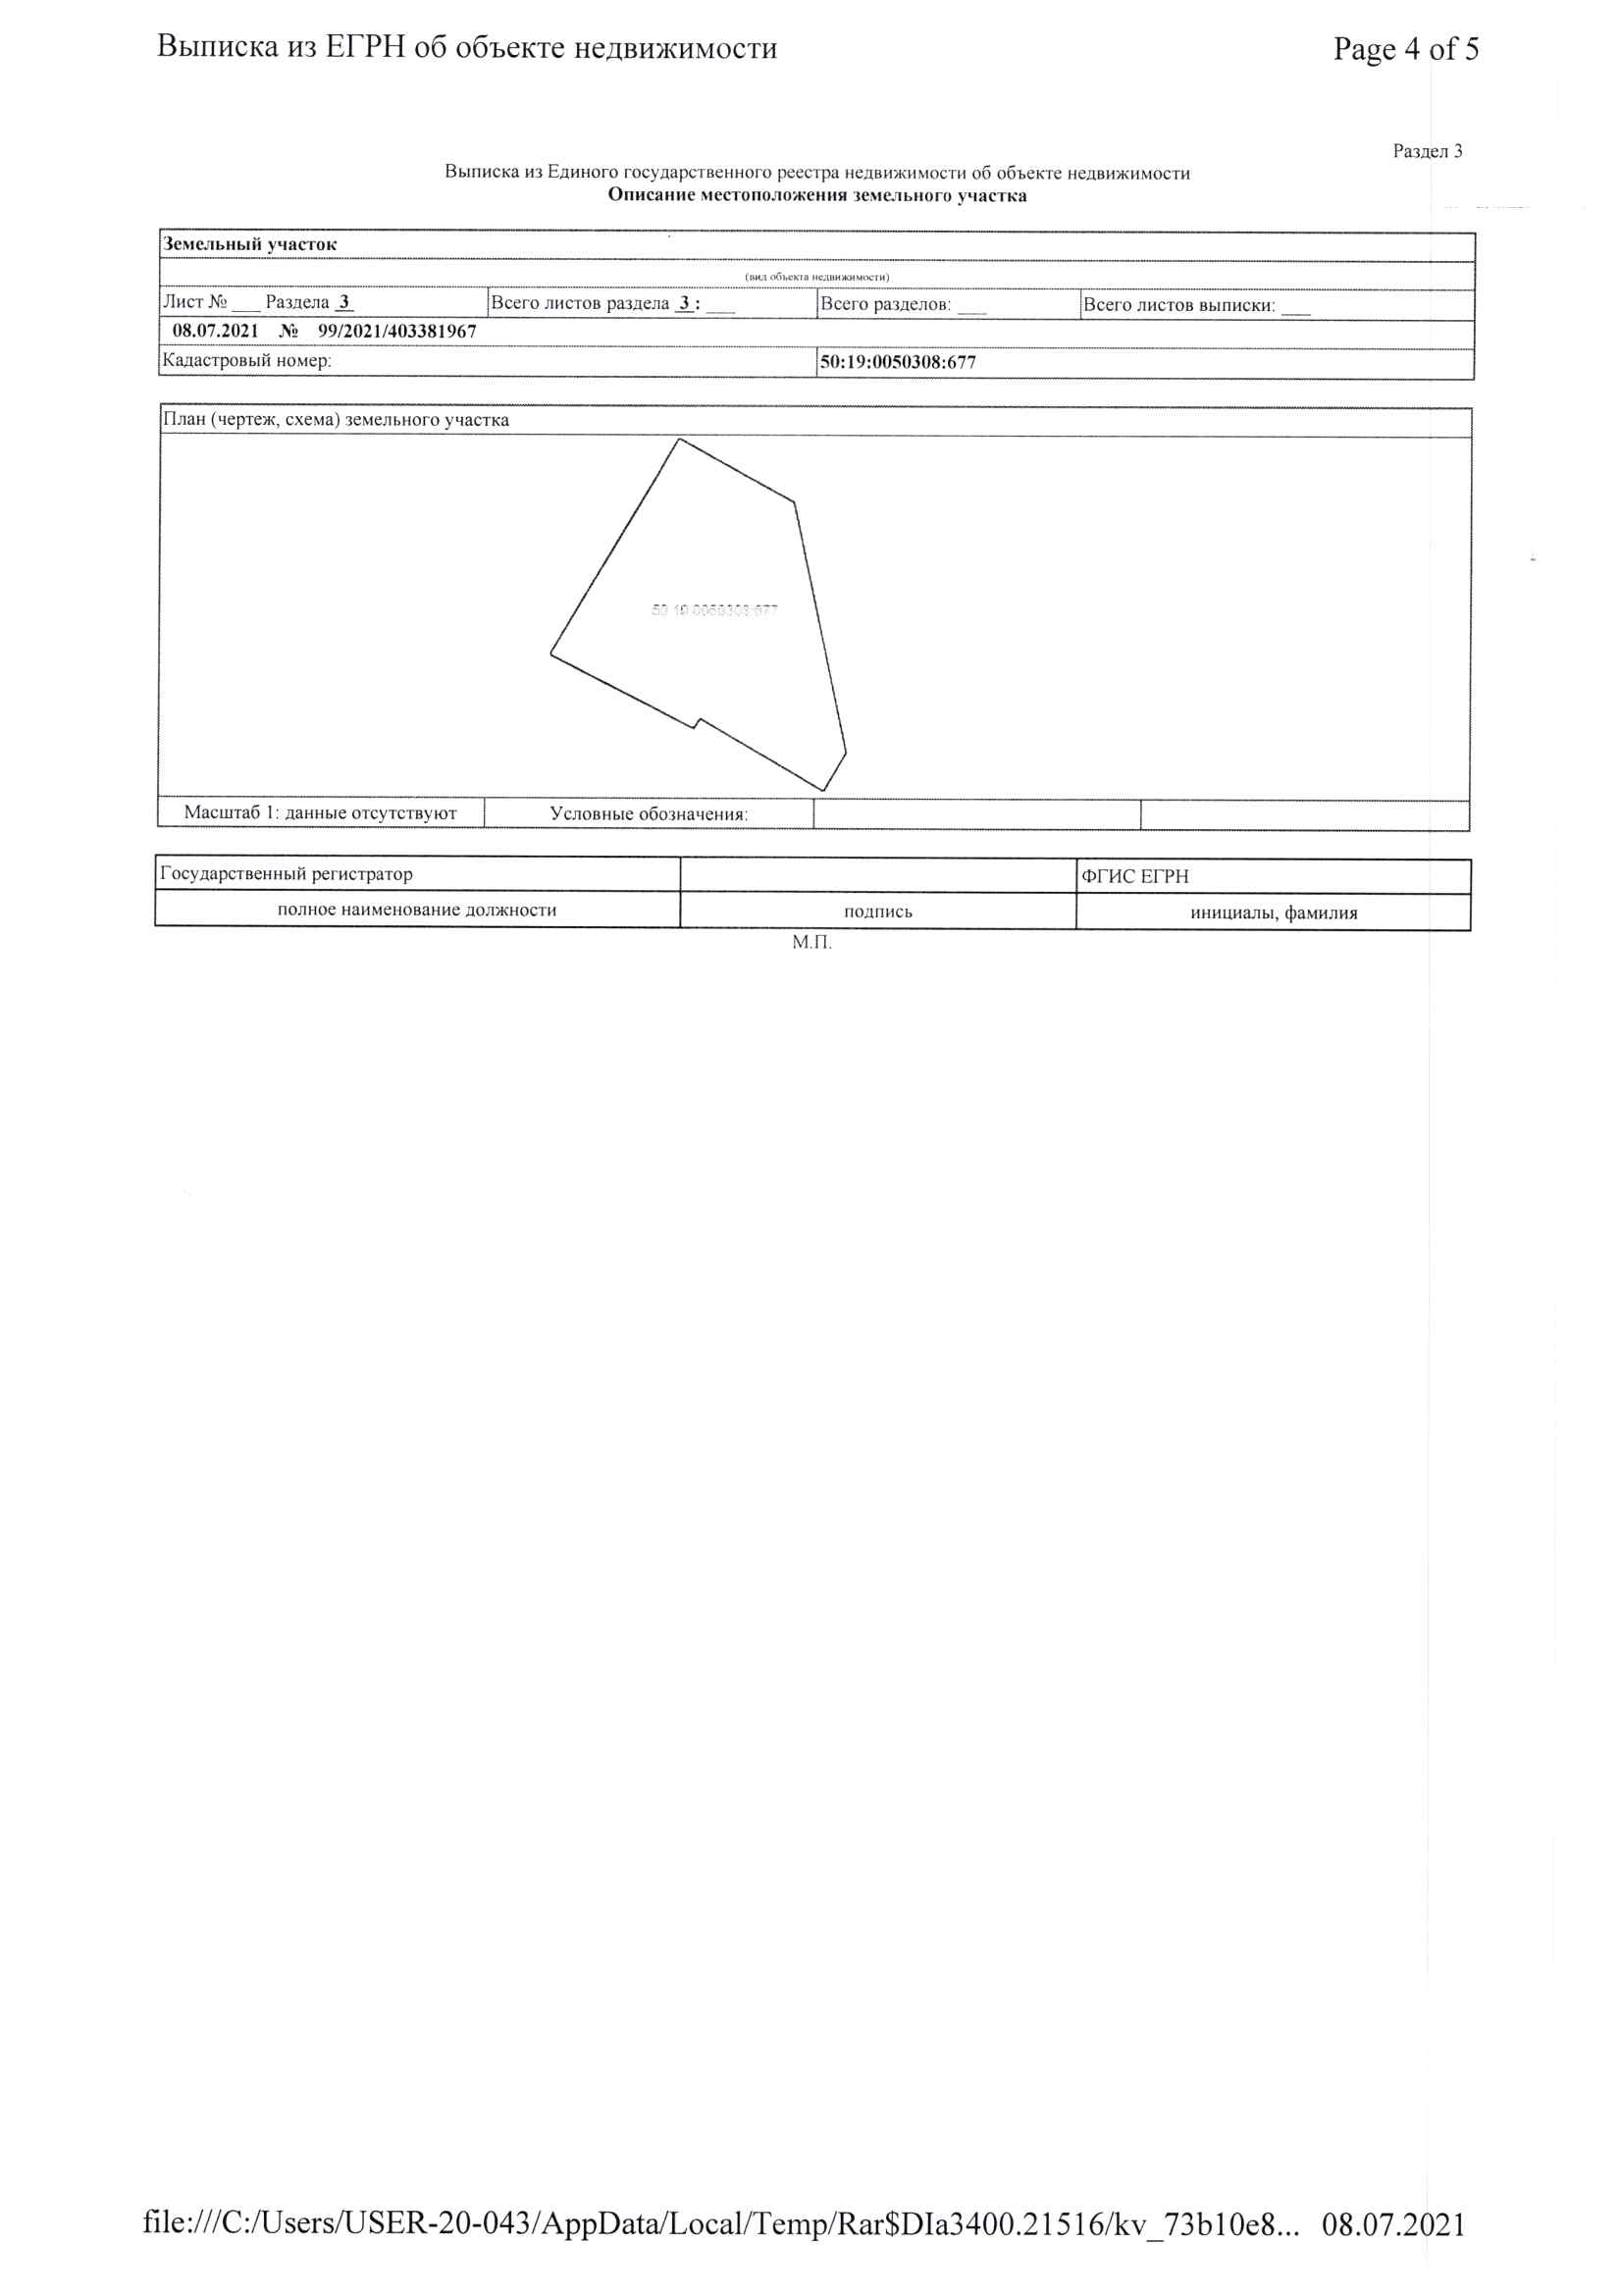 Выписка из ЕГРН об объекте недвижимости Page 4 of 5
Раздел 3
Выписка из Единого государственного реестра недвижимости об объекте недвижимости
Описание местоположения земельного участка
Земельный участок
(вид объекта недвижимости)
Лист № ___ Раздела 3 Всего листов раздела 3 : ___ Всего разделов: ___ Всего листов выписки: ___
08.07.2021 № 99/2021/403381967
Кадастровый номер: 50:19:0050308:677
План (чертеж, схема) земельного участка
50:19:0050308:677
Масштаб 1: данные отсутствуют Условные обозначения:
Государственный регистратор ФГИС ЕГРН
полное наименование должности подпись инициалы, фамилия
М.П.
file:///C:/Users/USER-20-043/AppData/Local/Temp/Rar$DIa3400.21516/kv_73b10e8... 08.07.2021